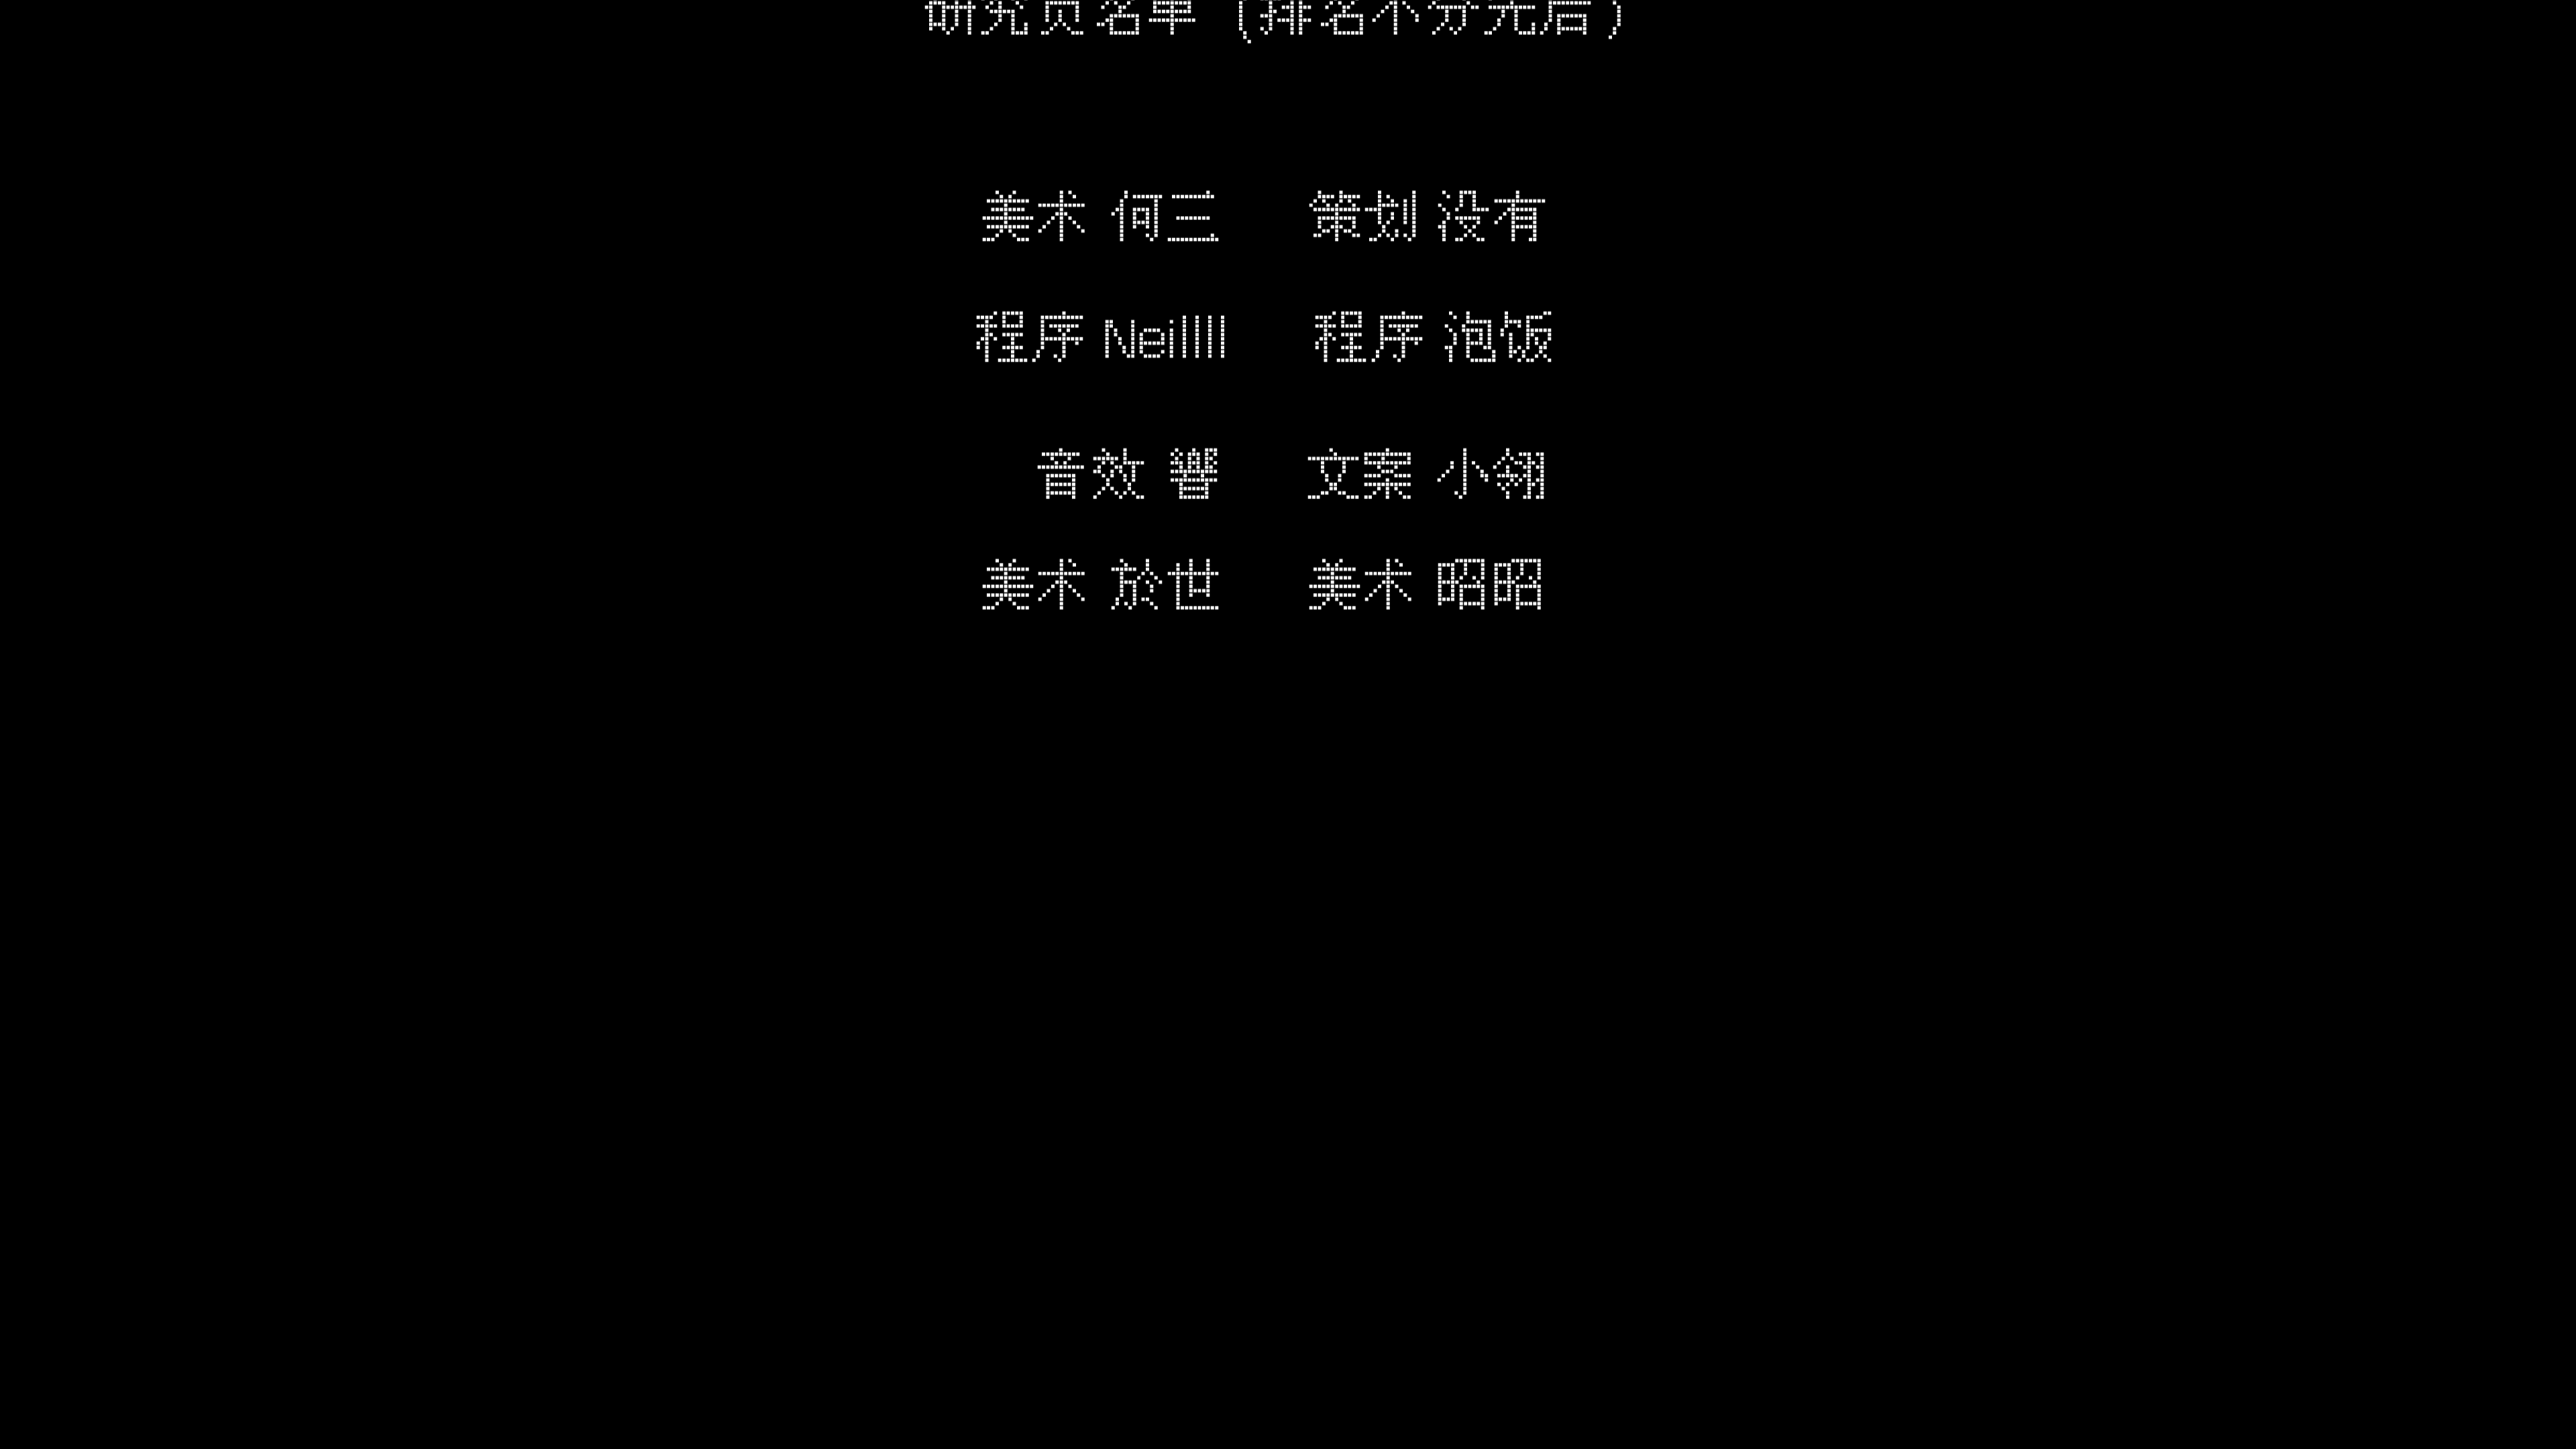 研究员名单（排名不分先后）
美术 何三 策划 没有
程序 Neillll 程序 泡饭
音效 響 文案 小翎
美术 於世 美术 昭昭